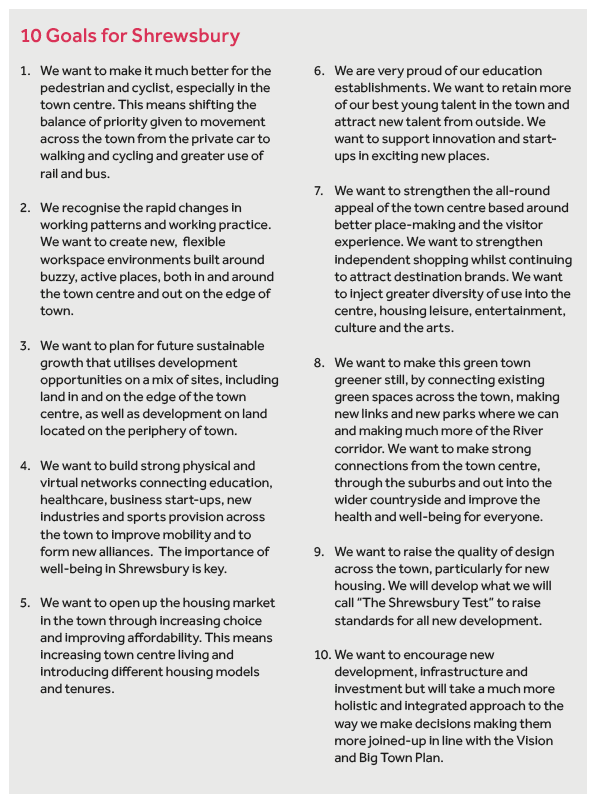 10 Goals for Shrewsbury
1. We want to make it much better for the
pedestrian and cyclist, especially in the
town centre. This means shifting the
balance of priority given to movement
across the town from the private car to
walking and cycling and greater use of
rail and bus.
2. We recognise the rapid changes in
working patterns and working practice.
We want to create new, flexible
workspace environments built around
buzzy, active places, both in and around
the town centre and out on the edge of
town.
3. We want to plan for future sustainable
growth that utilises development
opportunities on a mix of sites, including
land in and on the edge of the town
centre, as well as development on land
located on the periphery of town.
4. We want to build strong physical and
virtual networks connecting education,
healthcare, business start-ups, new
industries and sports provision across
the town to improve mobility and to
form new alliances. The importance of
well-being in Shrewsbury is key.
5. We want to open up the housing market
in the town through increasing choice
and improving affordability. This means
increasing town centre living and
introducing different housing models
and tenures.
6. We are very proud of our education
establishments. We want to retain more
of our best young talent in the town and
attract new talent from outside. We
want to support innovation and start-
ups in exciting new places.
7. We want to strengthen the all-round
appeal of the town centre based around
better place-making and the visitor
experience. We want to strengthen
independent shopping whilst continuing
to attract destination brands. We want
to inject greater diversity of use into the
centre, housing leisure, entertainment,
culture and the arts.
8. We want to make this green town
greener still, by connecting existing
green spaces across the town, making
new links and new parks where we can
and making much more of the River
corridor. We want to make strong
connections from the town centre,
through the suburbs and out into the
wider countryside and improve the
health and well-being for everyone.
9. We want to raise the quality of design
across the town, particularly for new
housing. We will develop what we will
call “The Shrewsbury Test” to raise
standards for all new development.
10. We want to encourage new
development, infrastructure and
investment but will take a much more
holistic and integrated approach to the
way we make decisions making them
more joined-up in line with the Vision
and Big Town Plan.